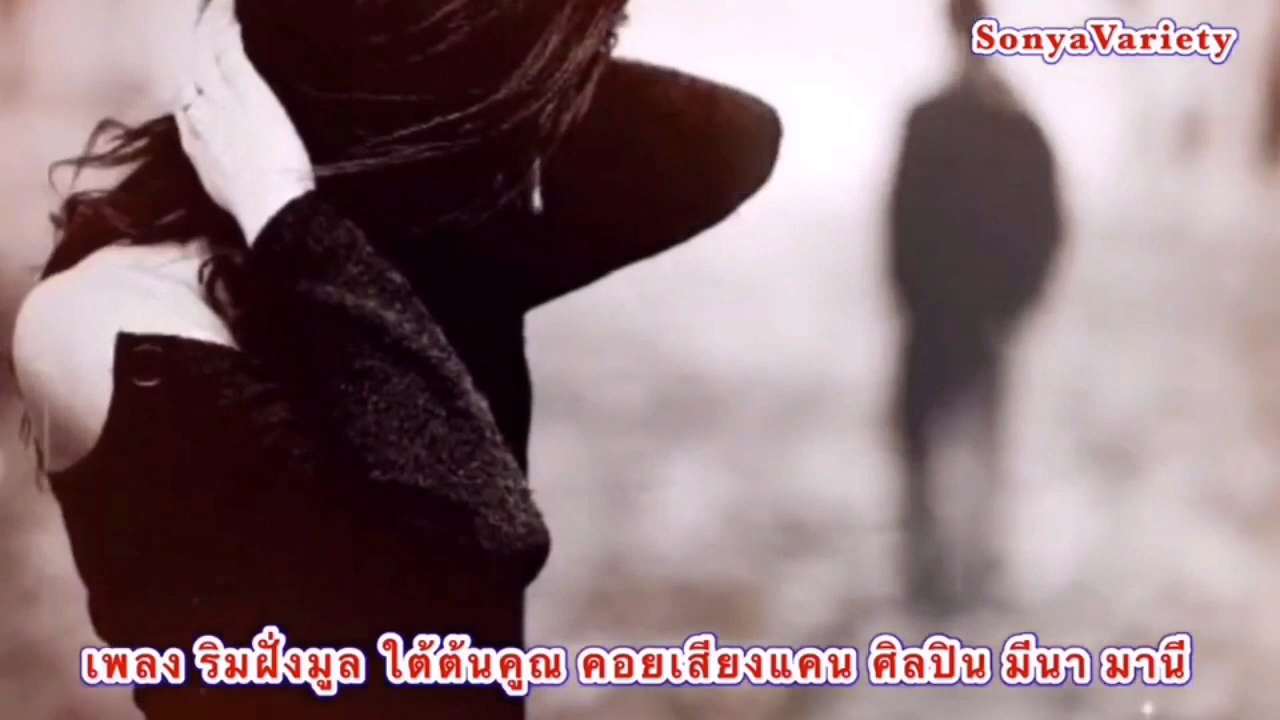 SonyaVariety
เพลง ริมฝั่งมูล ใต้ต้นคูณ คอยเสียงแคน ศิลปิน มีนา มานี